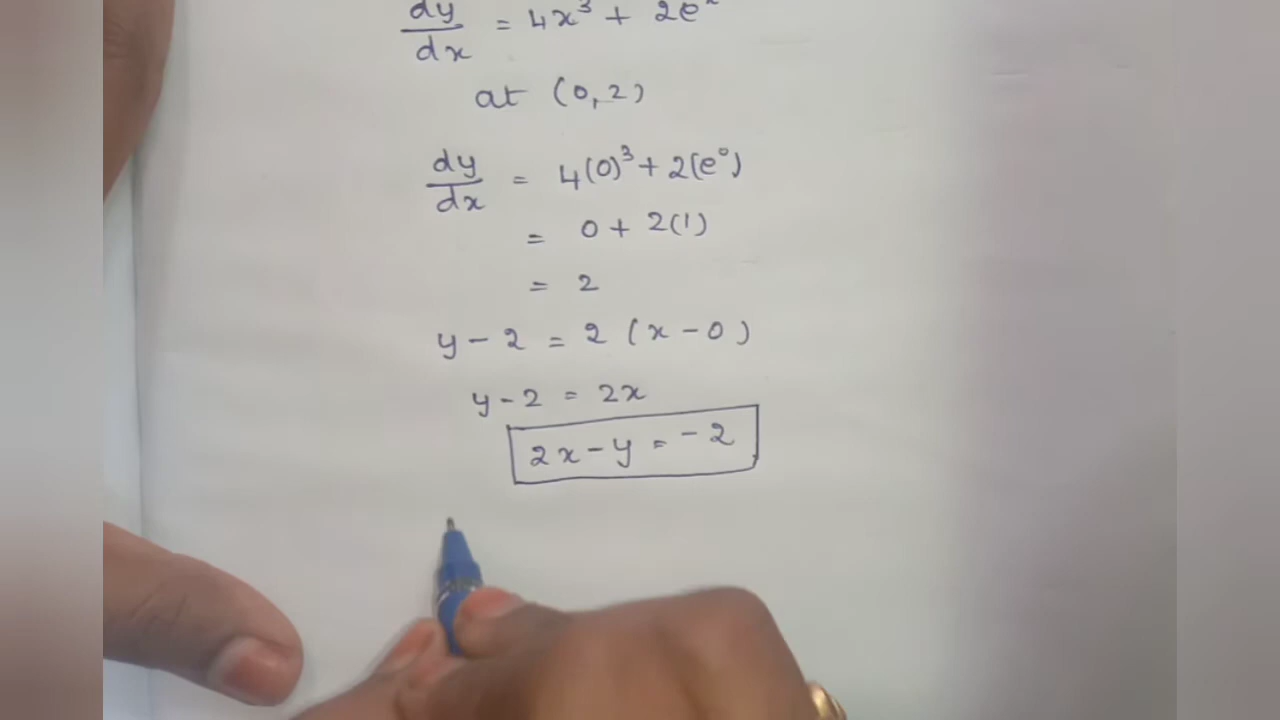 dy/dx = 4x³ + 2eˣ
at (0,2)
dy/dx = 4(0)³ + 2(e⁰)
= 0 + 2(1)
= 2
y - 2 = 2 (x - 0)
y - 2 = 2x
2x - y = -2